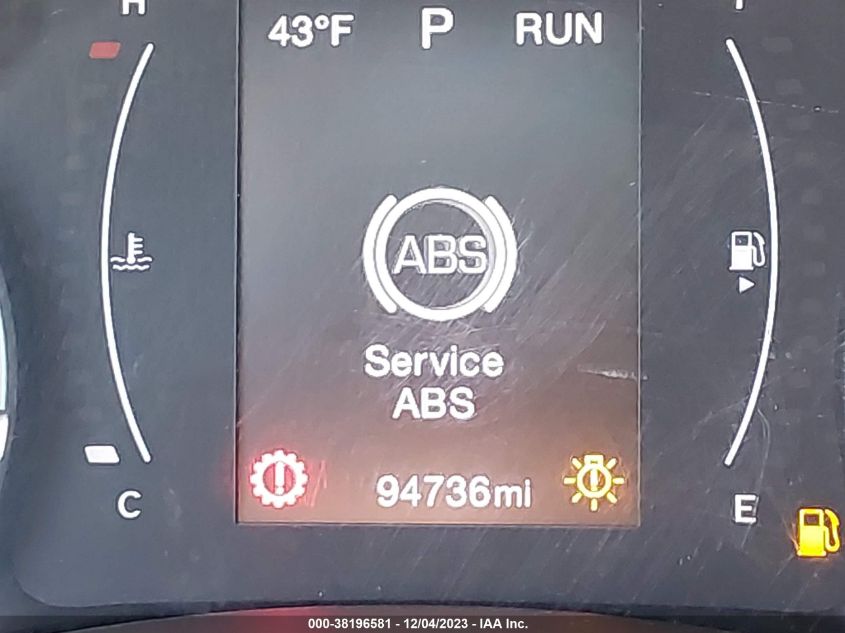 H
43°F P RUN
ABS
Service
ABS
C 94736mi E
000-38196581 - 12/04/2023 - IAA Inc.